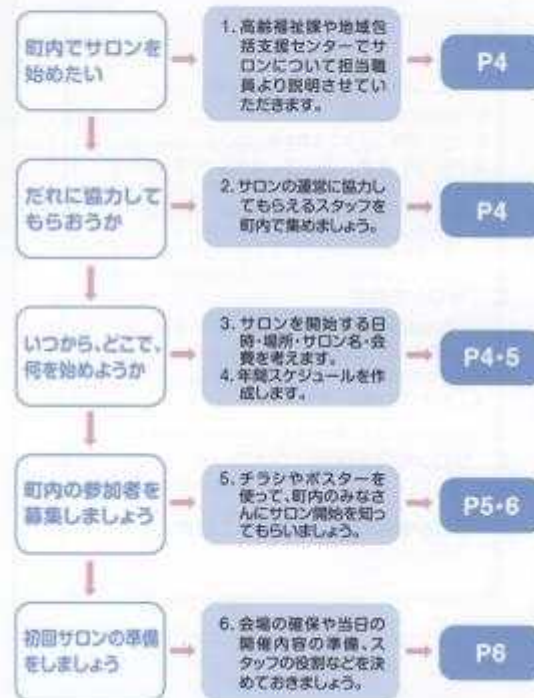 町内でサロンを
始めたい
1. 高齢福祉課や地域包
括支援センターでサ
ロンについて担当職
員より説明させてい
ただきます。
P4
だれに協力して
もらおうか
2. サロンの運営に協力し
てもらえるスタッフを
町内で集めましょう。
P4
いつから、どこで、
何を始めようか
3. サロンを開始する日
時・場所・サロン名・会
費を考えます。
4. 年間スケジュールを作
成します。
P4・5
町内の参加者を
募集しましょう
5. チラシやポスターを
使って、町内のみなさ
んにサロン開始を知っ
てもらいましょう。
P5・6
初回サロンの準備
をしましょう
6. 会場の確保や当日の
開催内容の準備、ス
タッフの役割などを決
めておきましょう。
P6